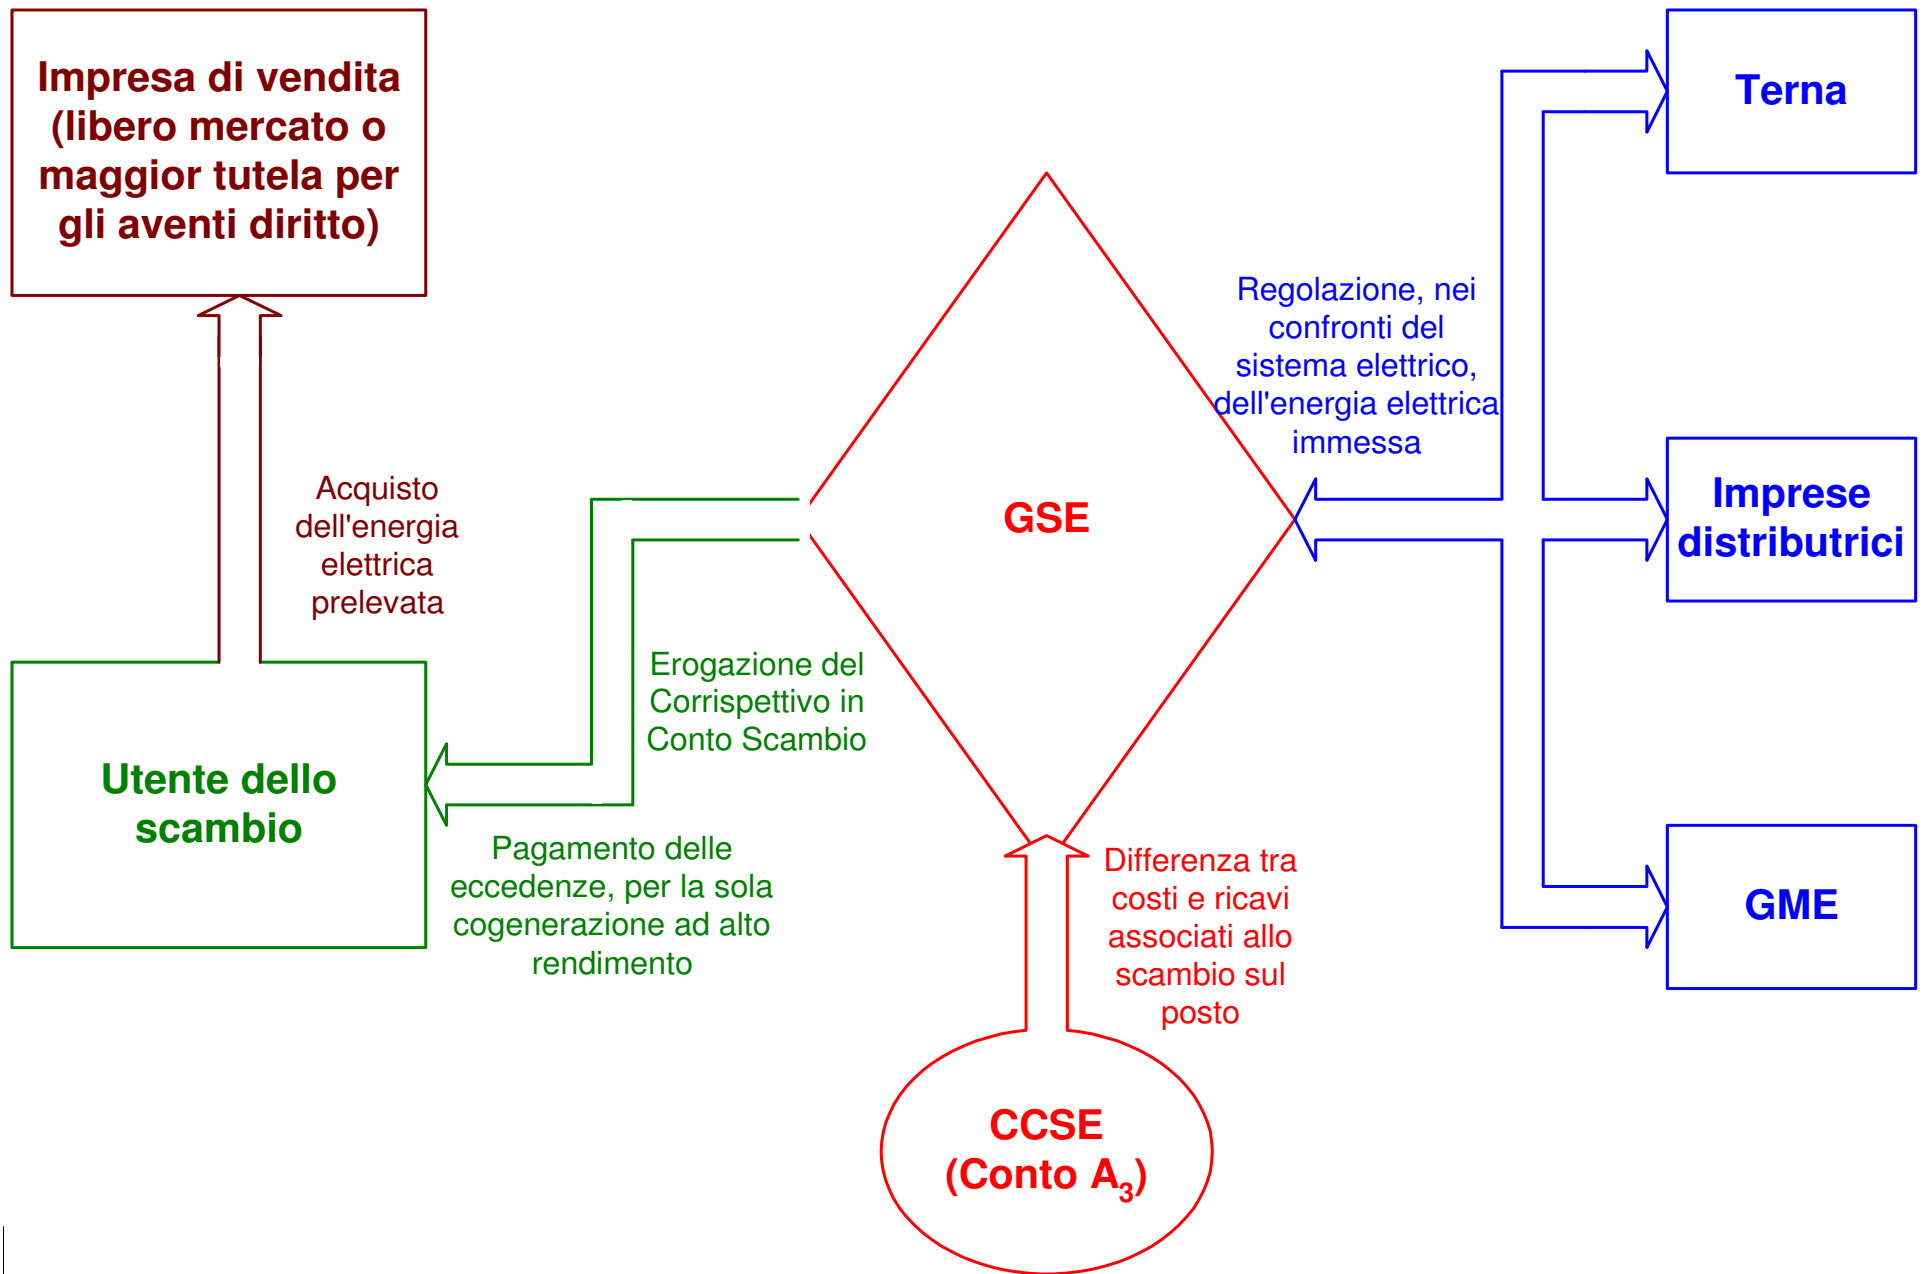 Impresa di vendita
(libero mercato o
maggior tutela per
gli aventi diritto)
Acquisto
dell'energia
elettrica
prelevata
Utente dello
scambio
Erogazione del
Corrispettivo in
Conto Scambio
Pagamento delle
eccedenze, per la sola
cogenerazione ad alto
rendimento
GSE
Differenza tra
costi e ricavi
associati allo
scambio sul
posto
CCSE
(Conto A₃)
Regolazione, nei
confronti del
sistema elettrico,
dell'energia elettrica
immessa
Terna
Imprese
distributrici
GME